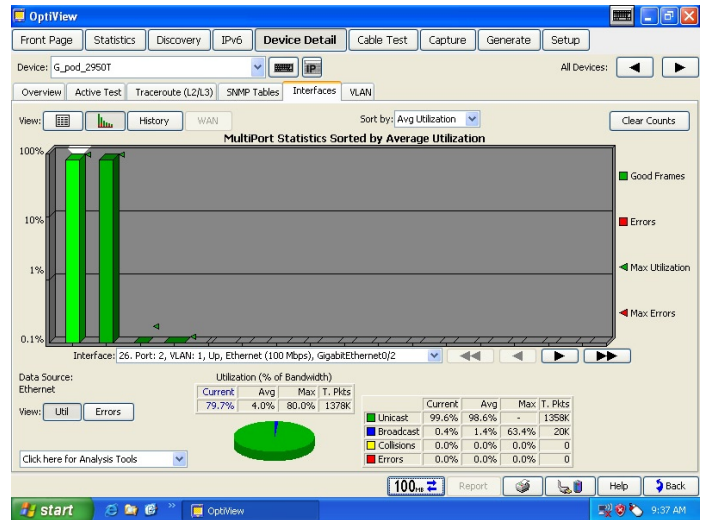 OptiView
Front Page Statistics Discovery IPv6 Device Detail Cable Test Capture Generate Setup
Device: G_pod_2950T IP All Devices:
Overview Active Test Traceroute (L2/L3) SNMP Tables Interfaces VLAN
View: History WAN Sort by: Avg Utilization Clear Counts
MultiPort Statistics Sorted by Average Utilization
100%
Good Frames
10%
Errors
1%
Max Utilization
Max Errors
0.1%
Interface: 26. Port: 2, VLAN: 1, Up, Ethernet (100 Mbps), GigabitEthernet0/2
Data Source:
Ethernet
Utilization (% of Bandwidth)
Current Avg Max T. Pkts
79.7% 4.0% 80.0% 1378K
View: Util Errors
Current Avg Max T. Pkts
Unicast 99.6% 98.6% - 1358K
Broadcast 0.4% 1.4% 63.4% 20K
Collisions 0.0% 0.0% 0.0% 0
Errors 0.0% 0.0% 0.0% 0
Click here for Analysis Tools
100 Report Help Back
start OptiView 9:37 AM